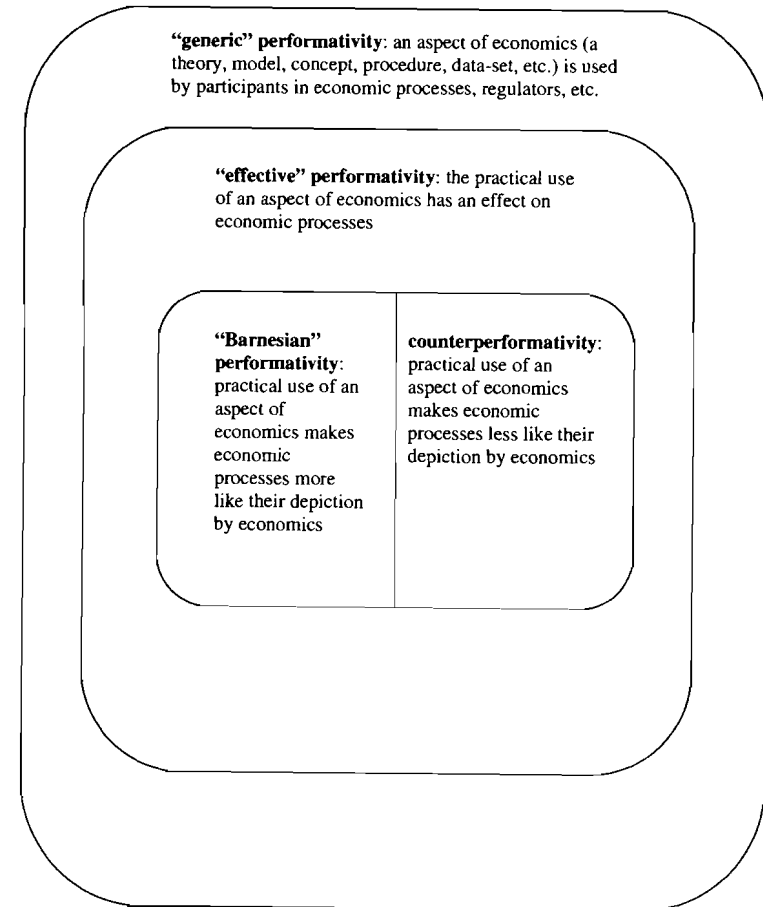 “generic” performativity: an aspect of economics (a
theory, model, concept, procedure, data-set, etc.) is used
by participants in economic processes, regulators, etc.
“effective” performativity: the practical use
of an aspect of economics has an effect on
economic processes
“Barnesian”
performativity:
practical use of an
aspect of
economics makes
economic
processes more
like their depiction
by economics
counterperformativity:
practical use of an
aspect of economics
makes economic
processes less like their
depiction by economics